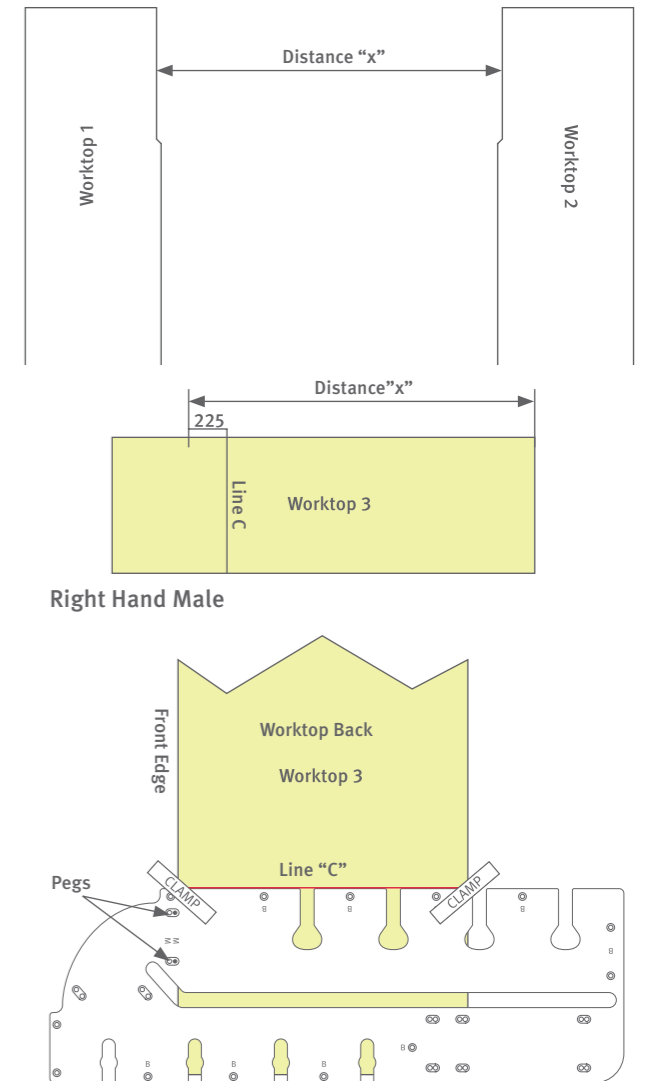 Distance “x”
Worktop 1
Worktop 2
Distance”x”
225
Line C
Worktop 3
Right Hand Male
Front Edge
Worktop Back
Worktop 3
Line “C”
Pegs
CLAMP
CLAMP
B
B
B
M
M
B
B
B
B
B